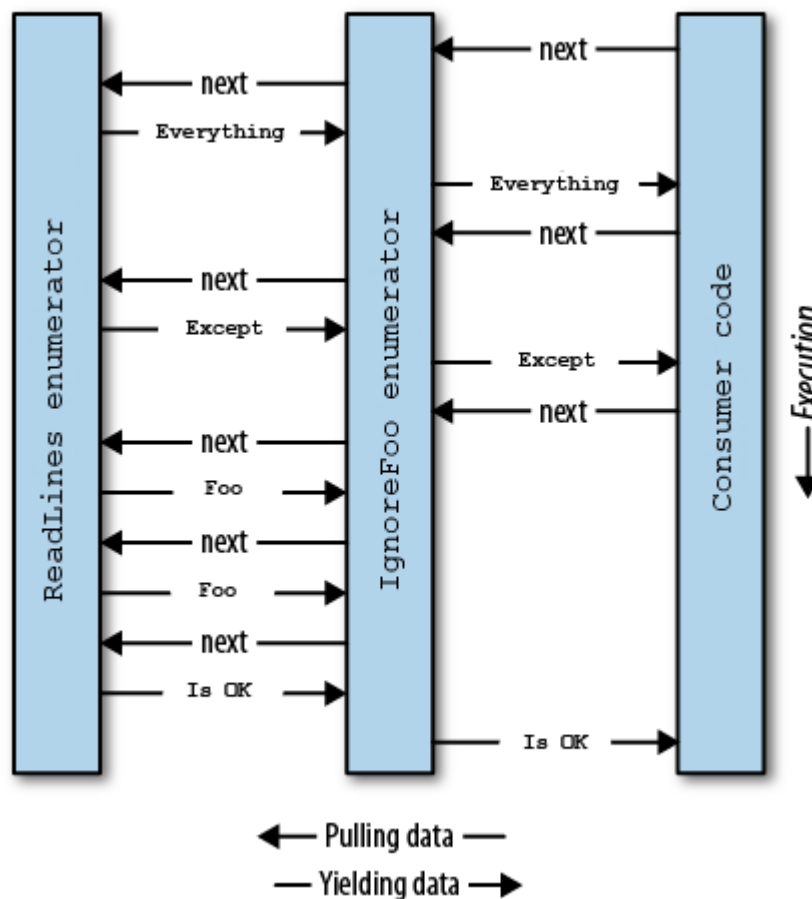 next
next
Everything
Everything
next
next
Except
Except
next
next
Foo
next
Foo
next
Is OK
Is OK
ReadLines enumerator
IgnoreFoo enumerator
Consumer code
Execution
Pulling data
Yielding data